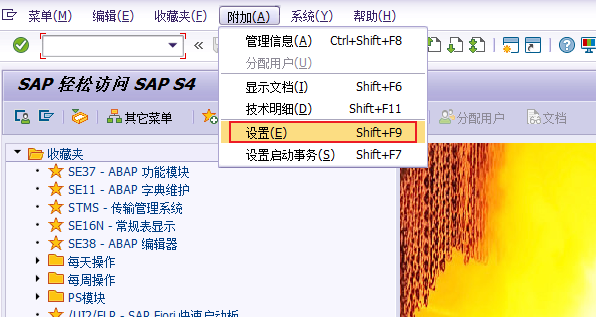 菜单(M) 编辑(E) 收藏夹(F) 附加(A) 系统(Y) 帮助(H)
管理信息(A) Ctrl+Shift+F8
分配用户(U)
显示文档(I) Shift+F6
技术明细(D) Shift+F11
设置(E) Shift+F9
设置启动事务(S) Shift+F7
SAP 轻松访问 SAP S4
其它菜单 分配用户 文档
收藏夹
SE37 - ABAP 功能模块
SE11 - ABAP 字典维护
STMS - 传输管理系统
SE16N - 常规表显示
SE38 - ABAP 编辑器
每天操作
每周操作
PS模块
/UI2/FLP - SAP Fiori 快速启动板